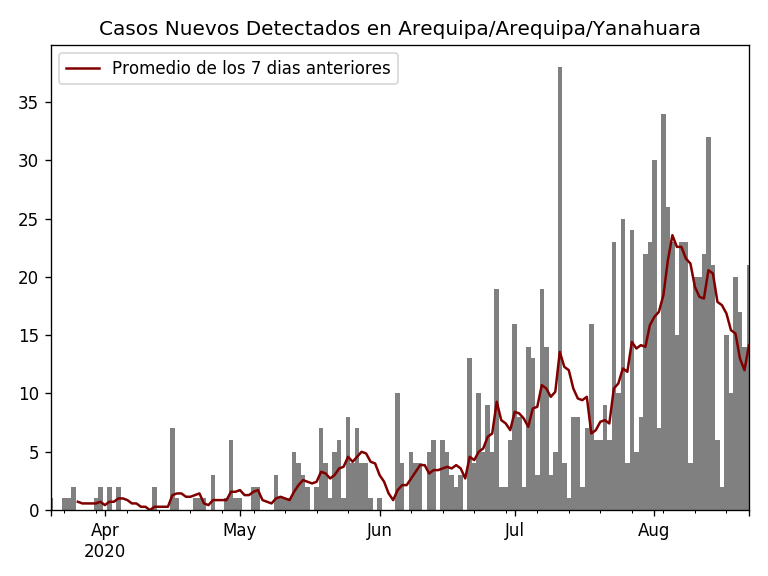 Casos Nuevos Detectados en Arequipa/Arequipa/Yanahuara
Promedio de los 7 dias anteriores
35
30
25
20
15
10
5
0
Apr
2020
May
Jun
Jul
Aug